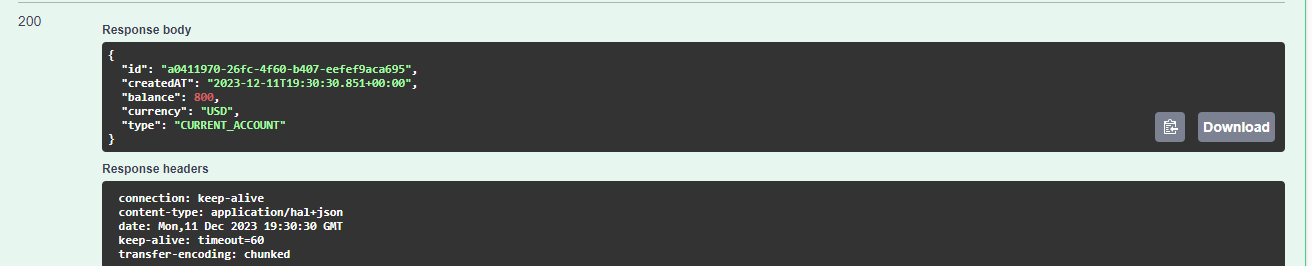 200
Response body
{
"id": "a0411970-26fc-4f60-b407-eefef9aca695",
"createdAT": "2023-12-11T19:30:30.851+00:00",
"balance": 800,
"currency": "USD",
"type": "CURRENT_ACCOUNT"
}
Download
Response headers
connection: keep-alive
content-type: application/hal+json
date: Mon,11 Dec 2023 19:30:30 GMT
keep-alive: timeout=60
transfer-encoding: chunked